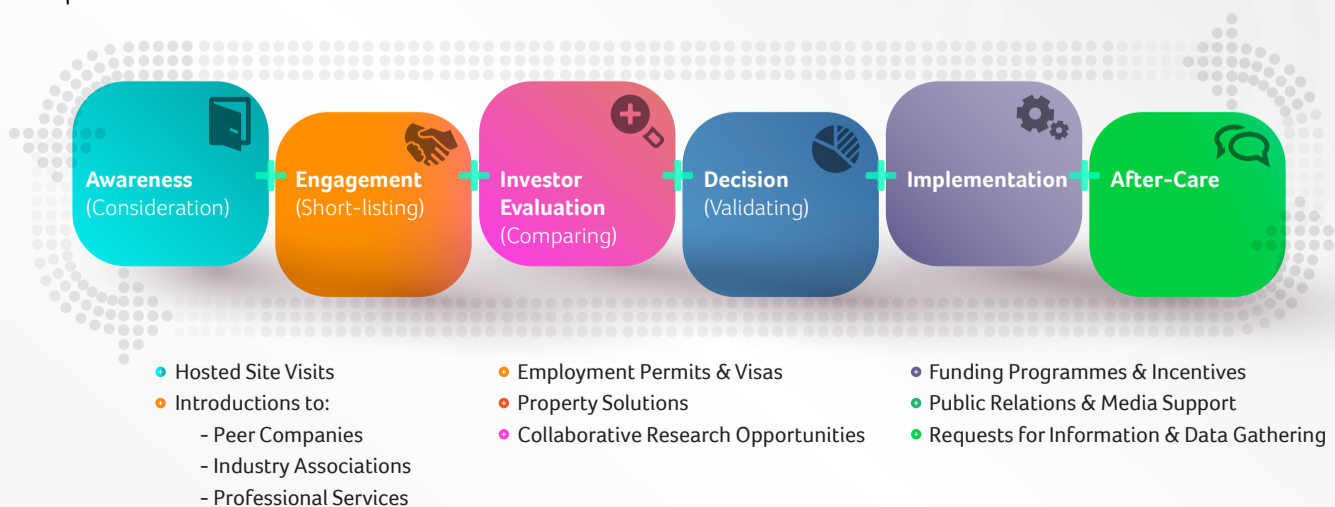 Awareness
(Consideration)
Engagement
(Short-listing)
Investor
Evaluation
(Comparing)
Decision
(Validating)
Implementation
After-Care
Hosted Site Visits
Introductions to:
- Peer Companies
- Industry Associations
- Professional Services
Employment Permits & Visas
Property Solutions
Collaborative Research Opportunities
Funding Programmes & Incentives
Public Relations & Media Support
Requests for Information & Data Gathering